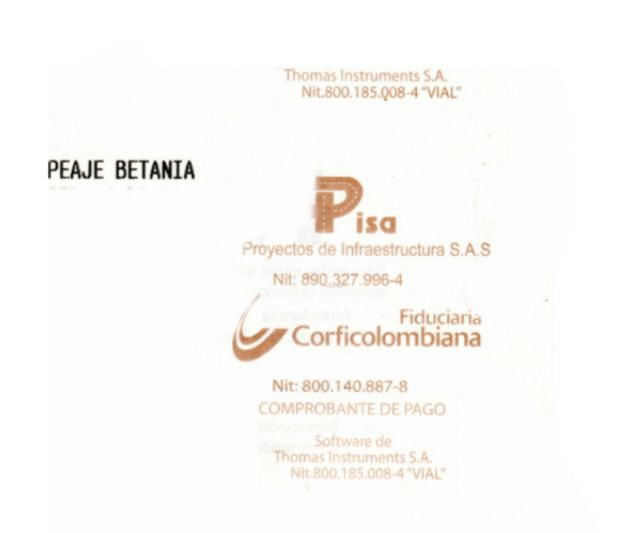 Thomas Instruments S.A.
Nit.800.185.008-4 "VIAL"
PEAJE BETANIA
Pisa
Proyectos de Infraestructura S.A.S
Nit: 890.327.996-4
Fiduciaria
Corficolombiana
Nit: 800.140.887-8
COMPROBANTE DE PAGO
Software de
Thomas Instruments S.A.
Nit.800.185.008-4 "VIAL"